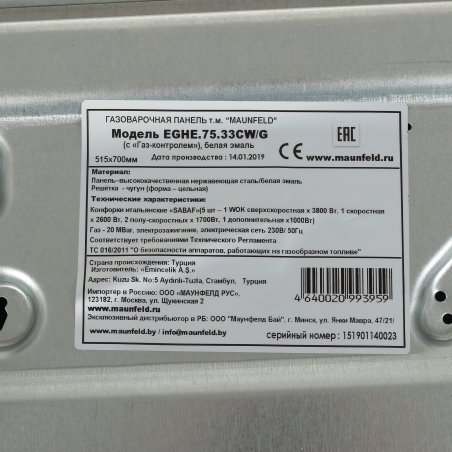 ГАЗОВАРОЧНАЯ ПАНЕЛЬ т.м. "MAUNFELD"
Модель EGHE.75.33CW/G
(с «Газ-контролем»), белая эмаль
515х700мм Дата производства: 14.01.2019
EAC
CE
www.maunfeld.ru
Материал:
Панель-высококачественная нержавеющая сталь/белая эмаль
Решётка - чугун (форма – цельная)
Технические характеристики:
Конфорки итальянские «SABAF»(5 шт – 1 WOK сверхскоростная х 3800 Вт, 1 скоростная
х 2600 Вт, 2 полу-скоростных х 1700Вт, 1 дополнительная х1000Вт)
Газ - 20 МБар, электрозажигание, электрическая сеть 230В/ 50Гц
Соответствует требованиями Технического Регламента
ТС 016/2011 "О безопасности аппаратов, работающих на газообразном топливе"
Страна происхождения: Турция
Изготовитель: «Emincelik A.Ş.»
Адрес: Kuzu Sk. No:5 Aydınlı-Tuzla, Стамбул, Турция
Импортер в Россию: ООО «МАУНФЕЛД РУС»,
123182, г. Москва, ул. Щукинская 2
www.maunfeld.ru
4 640020 993959
Эксклюзивный дистрибьютор в РБ: ООО "Маунфелд Бай", г. Минск, ул. Янки Мавра, 47/21/
www.maunfeld.by / info@maunfeld.by
серийный номер: 151901140023